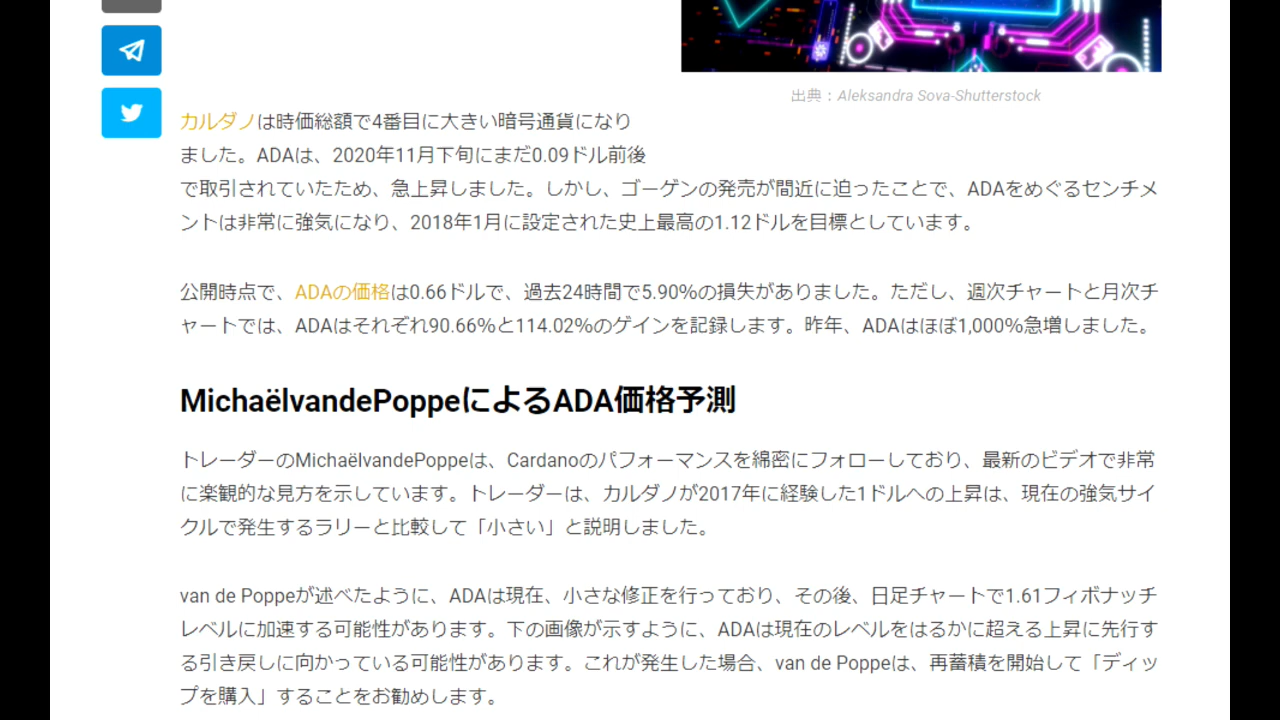 出典：Aleksandra Sova-Shutterstock
カルダノは時価総額で4番目に大きい暗号通貨になり
ました。ADAは、2020年11月下旬にまだ0.09ドル前後
で取引されていたため、急上昇しました。しかし、ゴーゲンの発売が間近に迫ったことで、ADAをめぐるセンチメ
ントは非常に強気になり、2018年1月に設定された史上最高の1.12ドルを目標としています。
公開時点で、ADAの価格は0.66ドルで、過去24時間で5.90%の損失がありました。ただし、週次チャートと月次チ
ャートでは、ADAはそれぞれ90.66%と114.02%のゲインを記録します。昨年、ADAはほぼ1,000%急増しました。
MichaëlvandePoppeによるADA価格予測
トレーダーのMichaëlvandePoppeは、Cardanoのパフォーマンスを綿密にフォローしており、最新のビデオで非常
に楽観的な見方を示しています。トレーダーは、カルダノが2017年に経験した1ドルへの上昇は、現在の強気サイ
クルで発生するラリーと比較して「小さい」と説明しました。
van de Poppeが述べたように、ADAは現在、小さな修正を行っており、その後、日足チャートで1.61フィボナッチ
レベルに加速する可能性があります。下の画像が示すように、ADAは現在のレベルをはるかに超える上昇に先行す
る引き戻しに向かっている可能性があります。これが発生した場合、van de Poppeは、再蓄積を開始して「ディッ
プを購入」することをお勧めします。